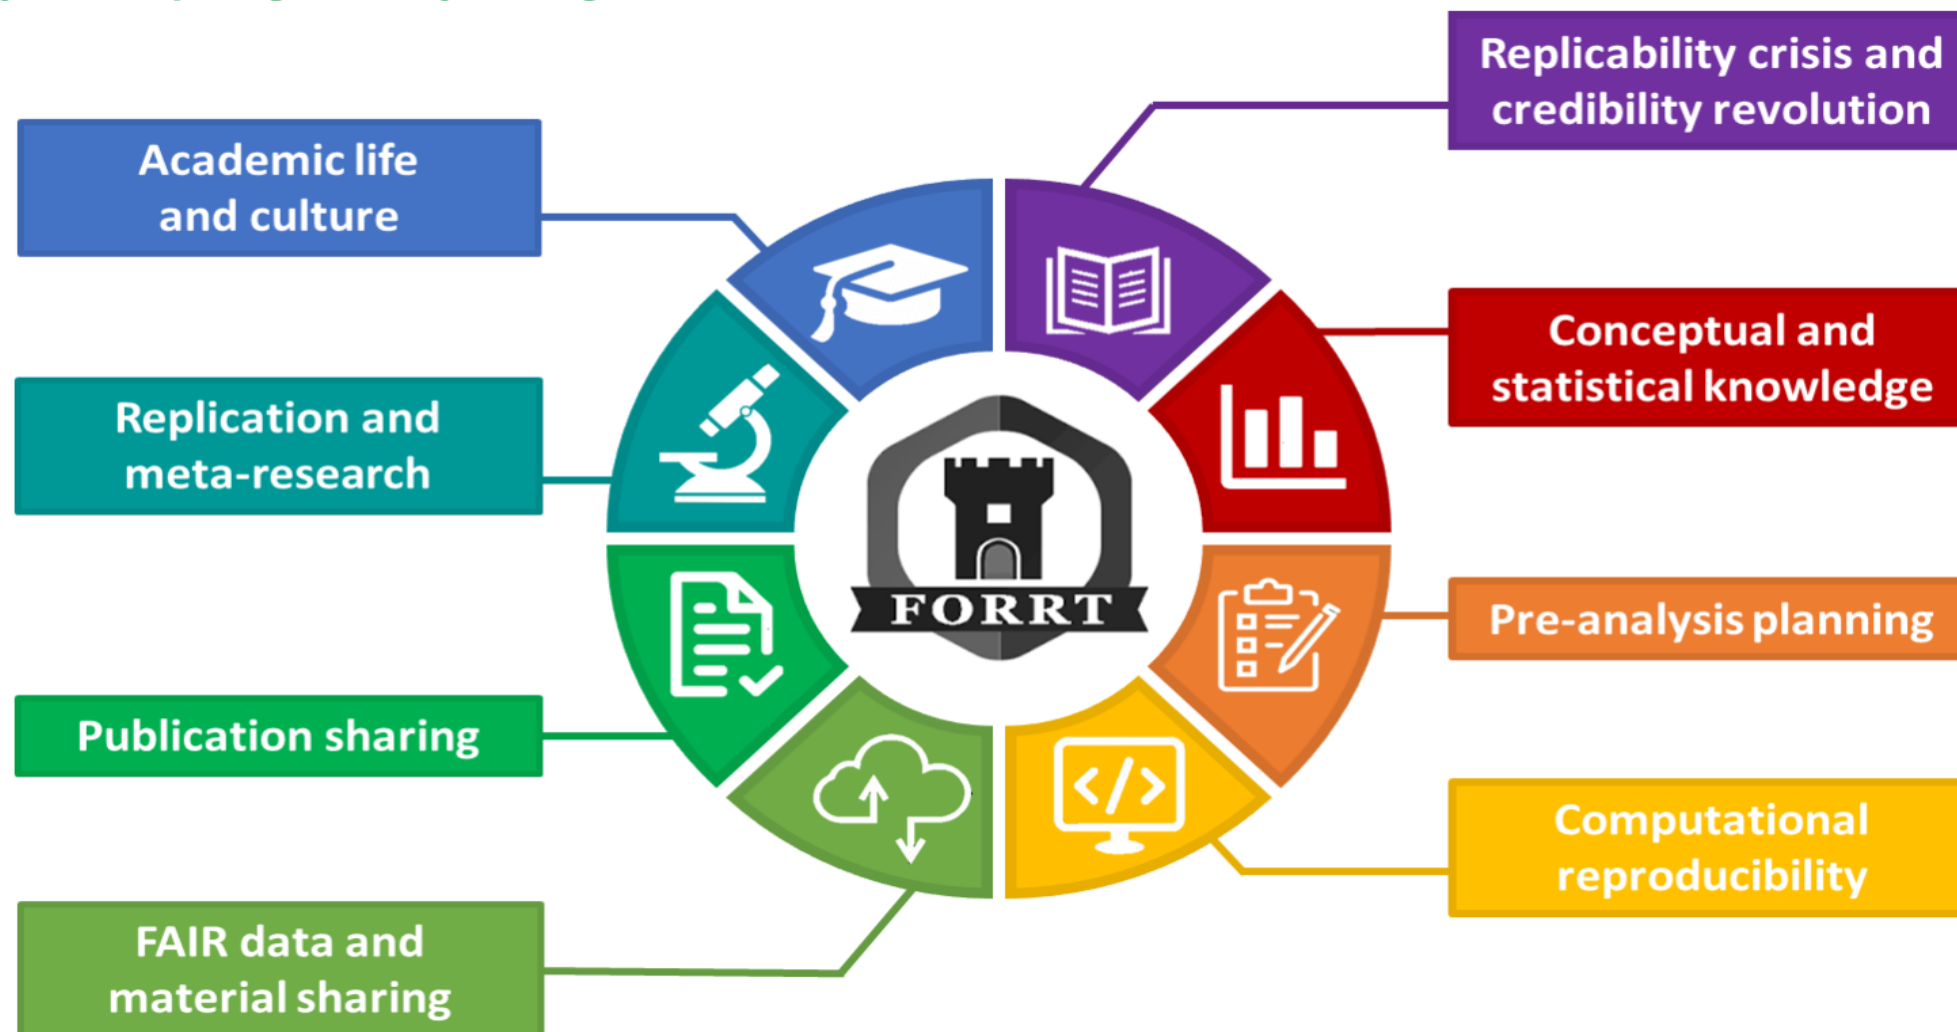 Replicability crisis and
credibility revolution
Academic life
and culture
Conceptual and
statistical knowledge
Replication and
meta-research
FORRT
Pre-analysis planning
Publication sharing
</>
Computational
reproducibility
FAIR data and
material sharing